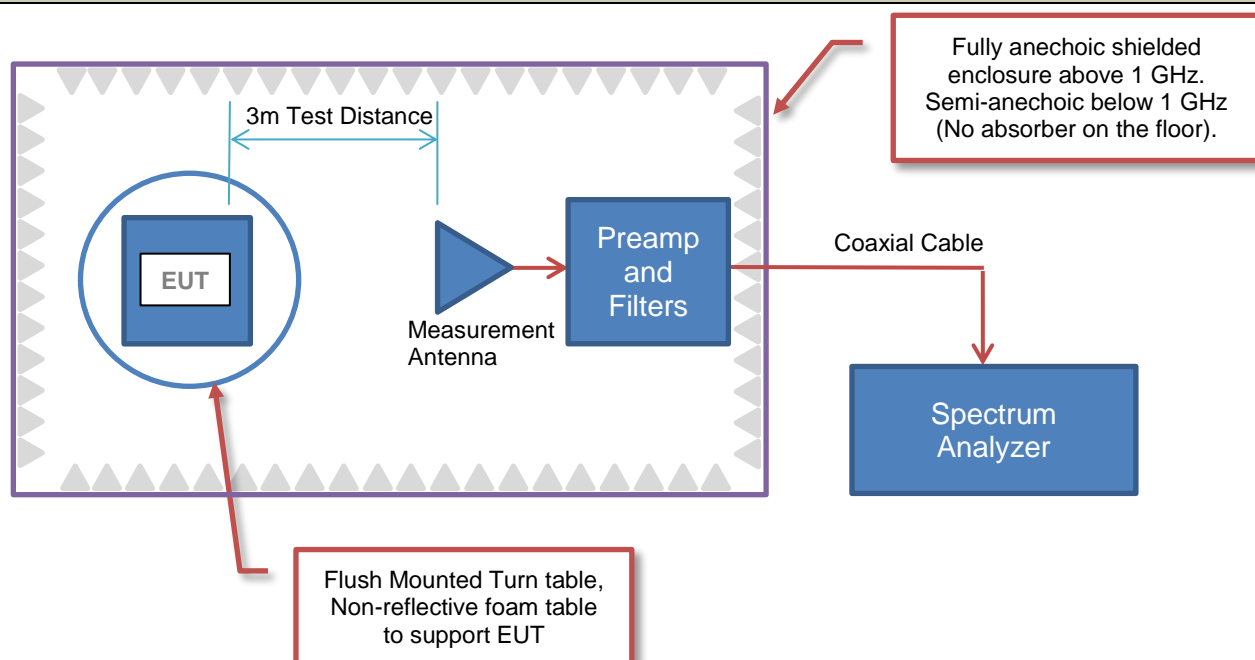 Fully anechoic shielded
enclosure above 1 GHz.
Semi-anechoic below 1 GHz
(No absorber on the floor).
3m Test Distance
EUT
Preamp
and
Filters
Measurement
Antenna
Coaxial Cable
Spectrum
Analyzer
Flush Mounted Turn table,
Non-reflective foam table
to support EUT